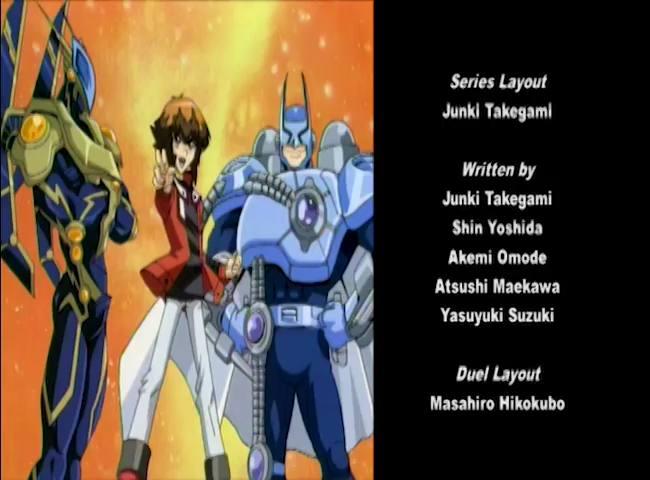 Series Layout
Junki Takegami
Written by
Junki Takegami
Shin Yoshida
Akemi Omode
Atsushi Maekawa
Yasuyuki Suzuki
Duel Layout
Masahiro Hikokubo